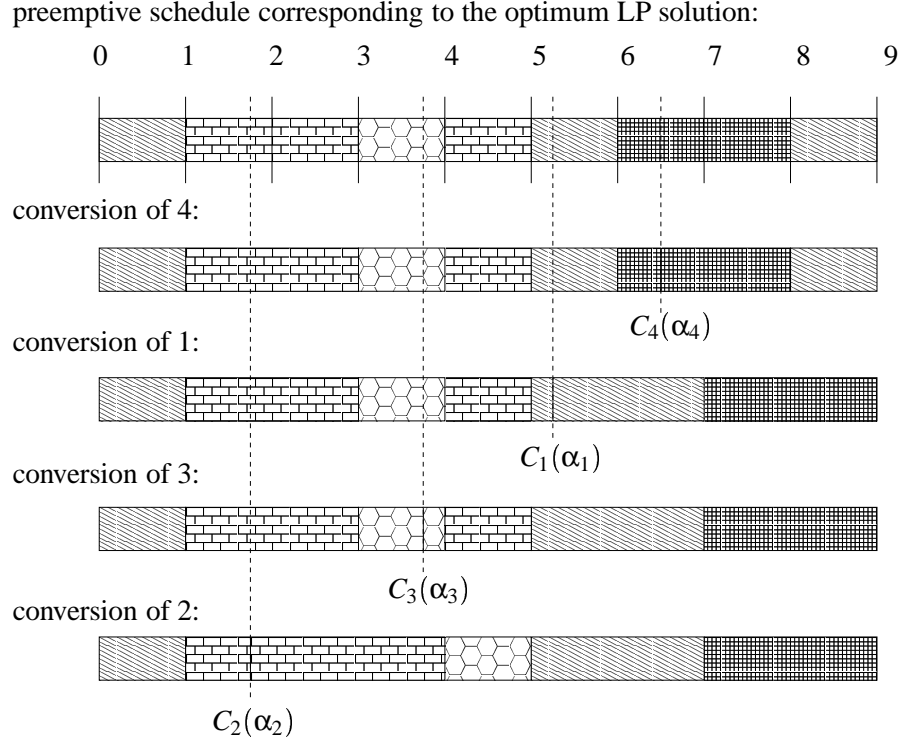 preemptive schedule corresponding to the optimum LP solution:
0 1 2 3 4 5 6 7 8 9
conversion of 4:
C₄(α₄)
conversion of 1:
C₁(α₁)
conversion of 3:
C₃(α₃)
conversion of 2:
C₂(α₂)